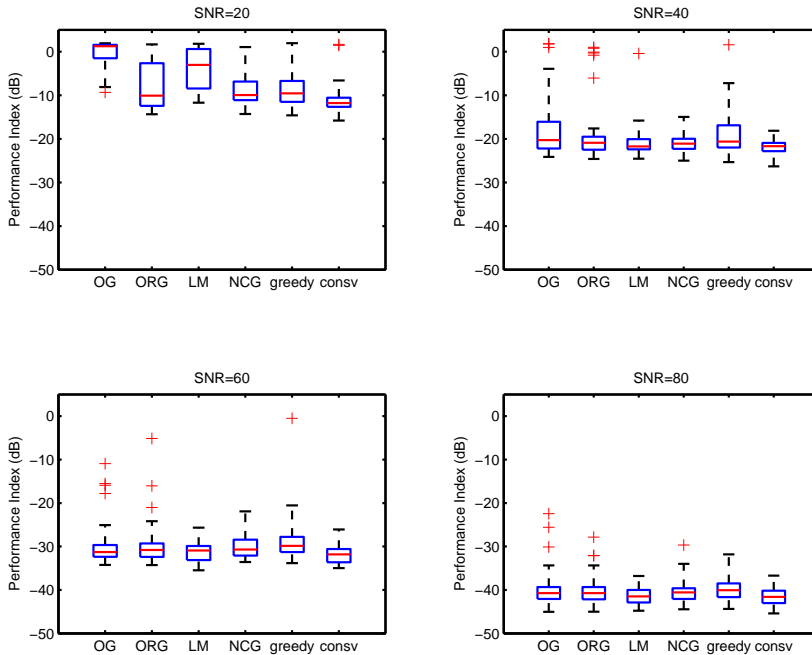 SNR=20
Performance Index (dB)
0
−10
−20
−30
−40
−50
OG ORG LM NCG greedy consv
SNR=40
Performance Index (dB)
0
−10
−20
−30
−40
−50
OG ORG LM NCG greedy consv
SNR=60
Performance Index (dB)
0
−10
−20
−30
−40
−50
OG ORG LM NCG greedy consv
SNR=80
Performance Index (dB)
0
−10
−20
−30
−40
−50
OG ORG LM NCG greedy consv